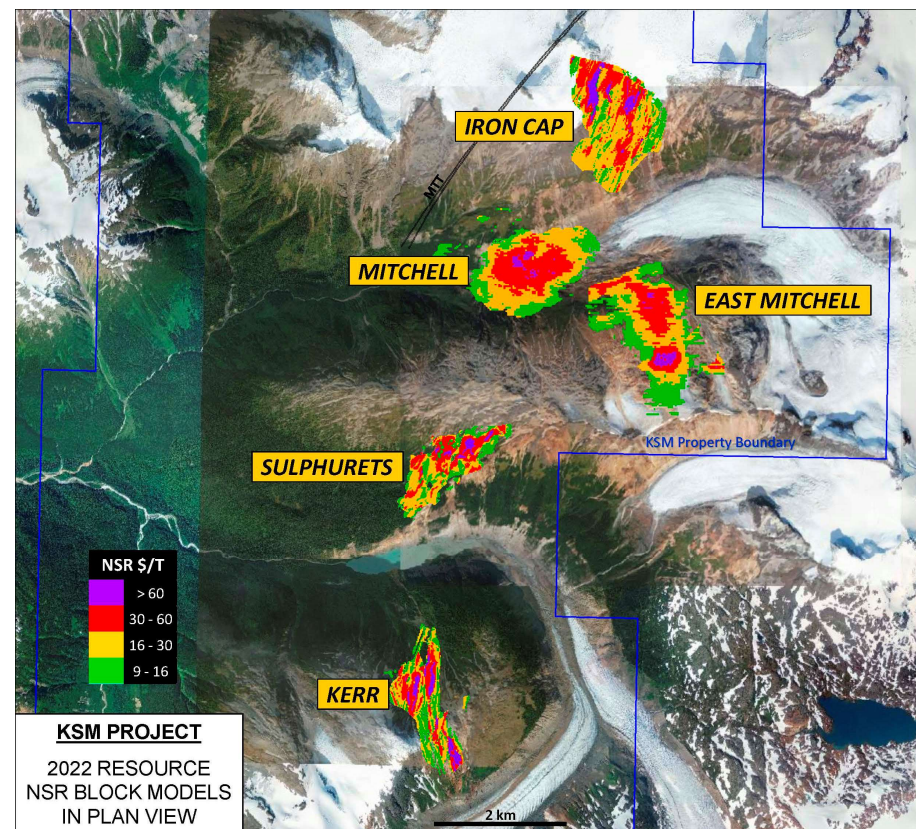 IRON CAP
MTT
MITCHELL
EAST MITCHELL
KSM Property Boundary
SULPHURETS
NSR $/T
> 60
30 - 60
16 - 30
9 - 16
KERR
KSM PROJECT
2022 RESOURCE
NSR BLOCK MODELS
IN PLAN VIEW
2 km